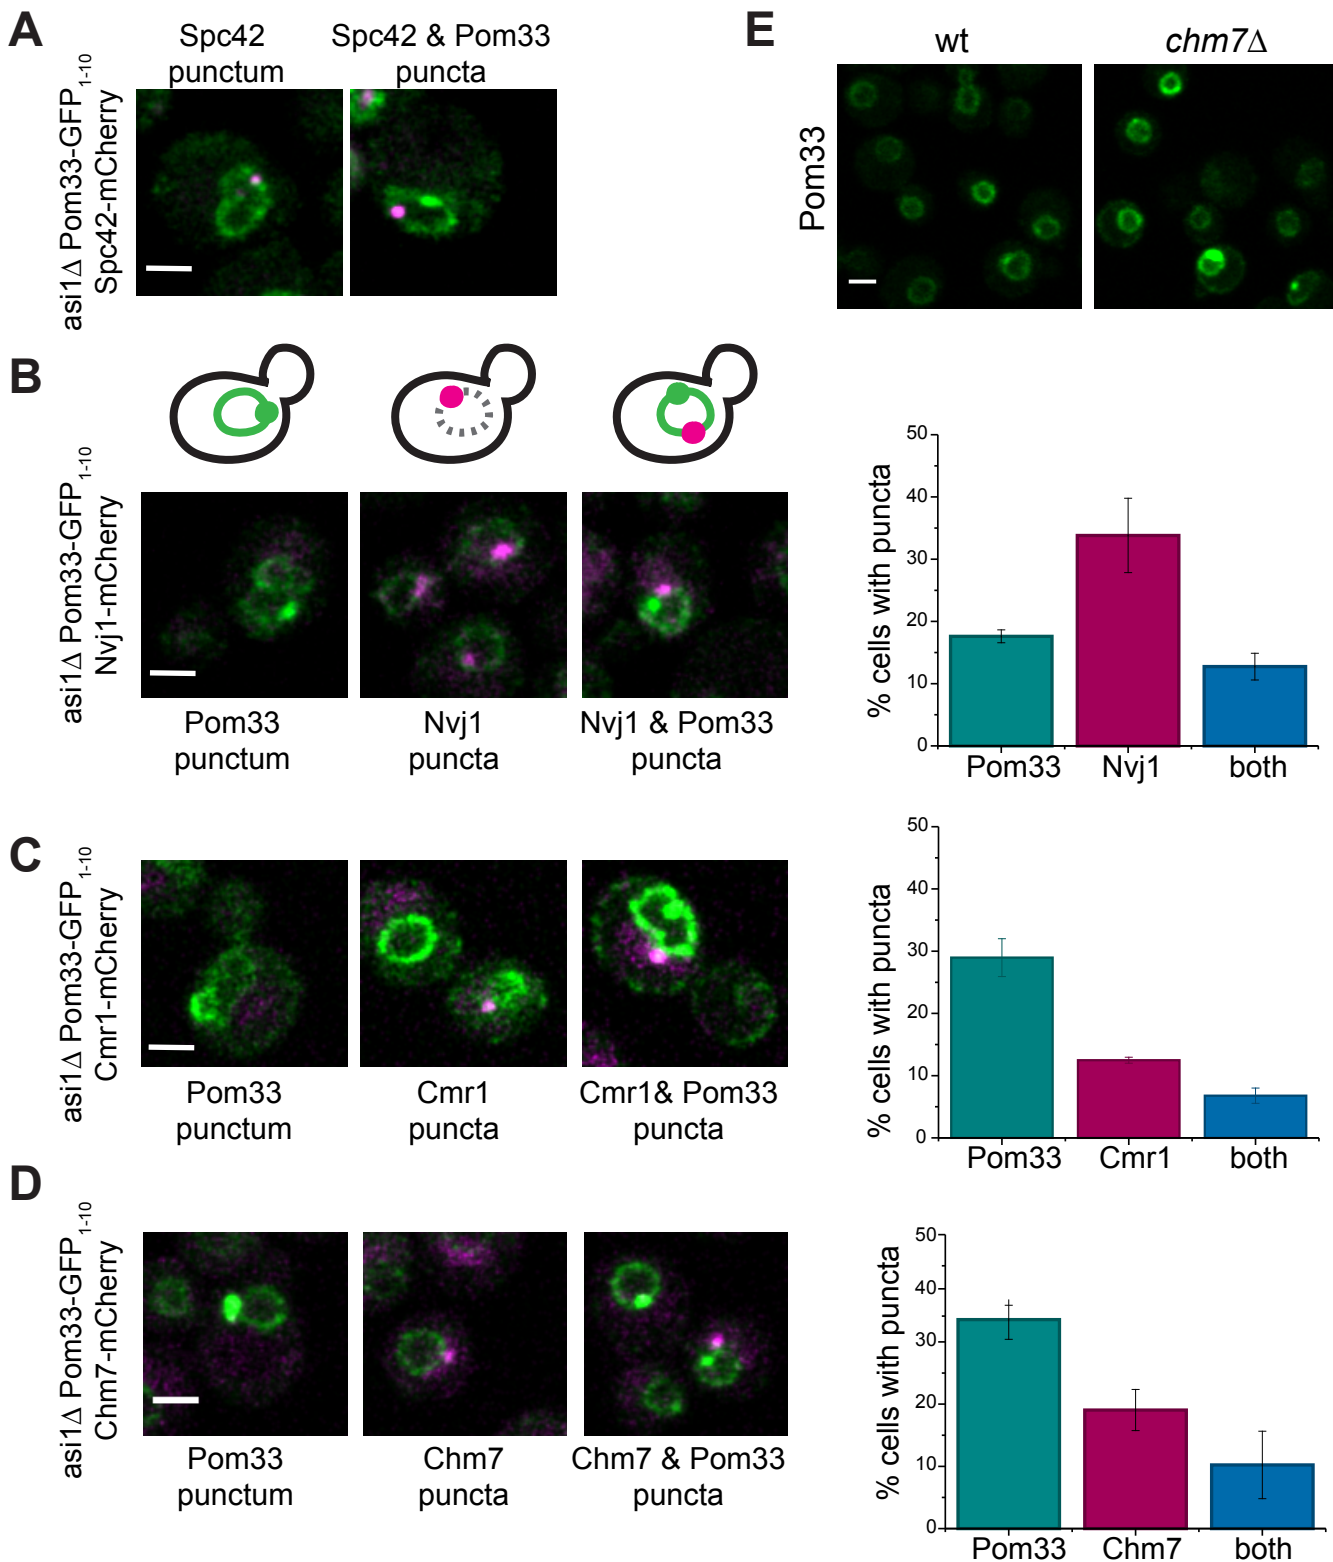 A
Spc42
punctum
Spc42 & Pom33
puncta
asi1Δ Pom33-GFP1-10
Spc42-mCherry
E
wt
chm7Δ
Pom33
B
asi1Δ Pom33-GFP1-10
Nvj1-mCherry
Pom33
punctum
Nvj1
puncta
Nvj1 & Pom33
puncta
% cells with puncta
50
40
30
20
10
0
Pom33
Nvj1
both
C
asi1Δ Pom33-GFP1-10
Cmr1-mCherry
Pom33
punctum
Cmr1
puncta
Cmr1& Pom33
puncta
% cells with puncta
50
40
30
20
10
0
Pom33
Cmr1
both
D
asi1Δ Pom33-GFP1-10
Chm7-mCherry
Pom33
punctum
Chm7
puncta
Chm7 & Pom33
puncta
% cells with puncta
50
40
30
20
10
0
Pom33
Chm7
both